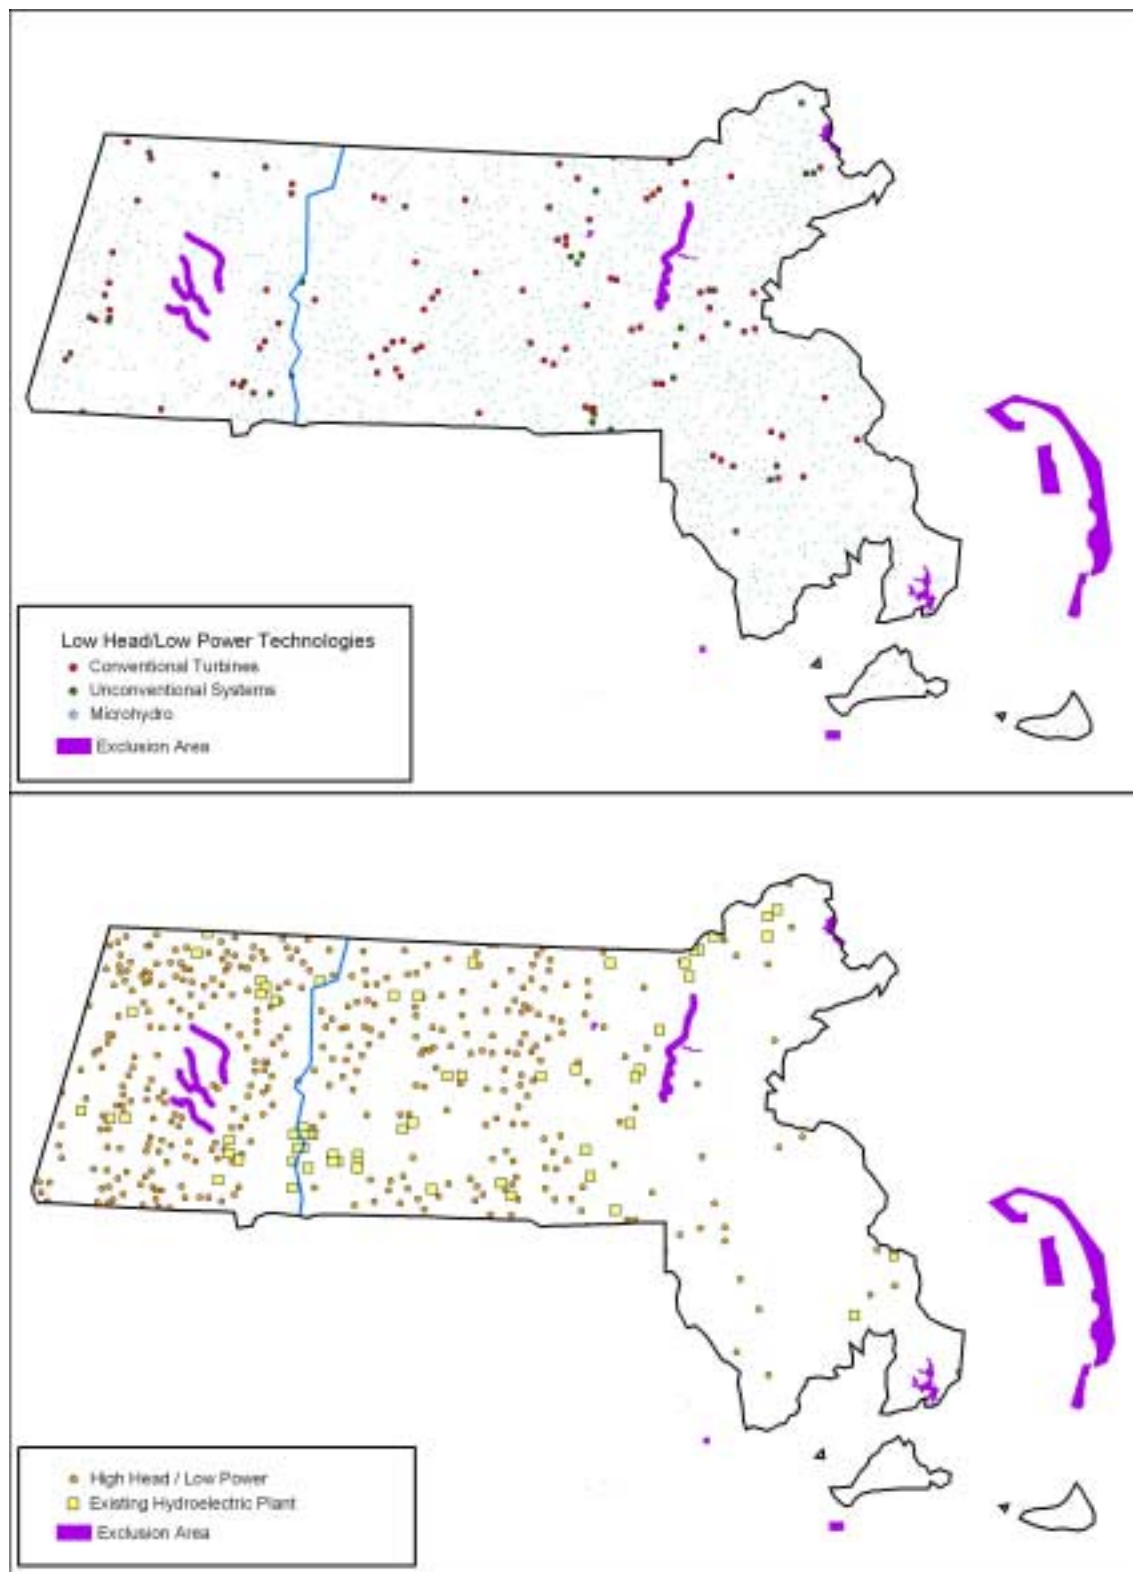 Low Head/Low Power Technologies
Conventional Turbines
Unconventional Systems
Microhydro
Exclusion Area
High Head / Low Power
Existing Hydroelectric Plant
Exclusion Area